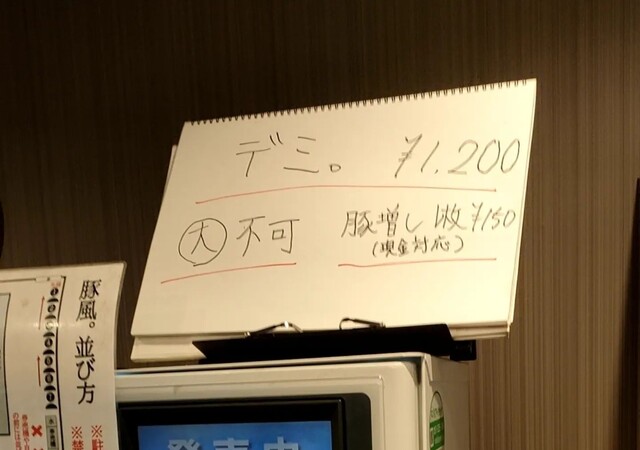 デミ。 ¥1,200
大 不可
豚増し1枚¥150
(現金対応)
豚風。並び方
発売中